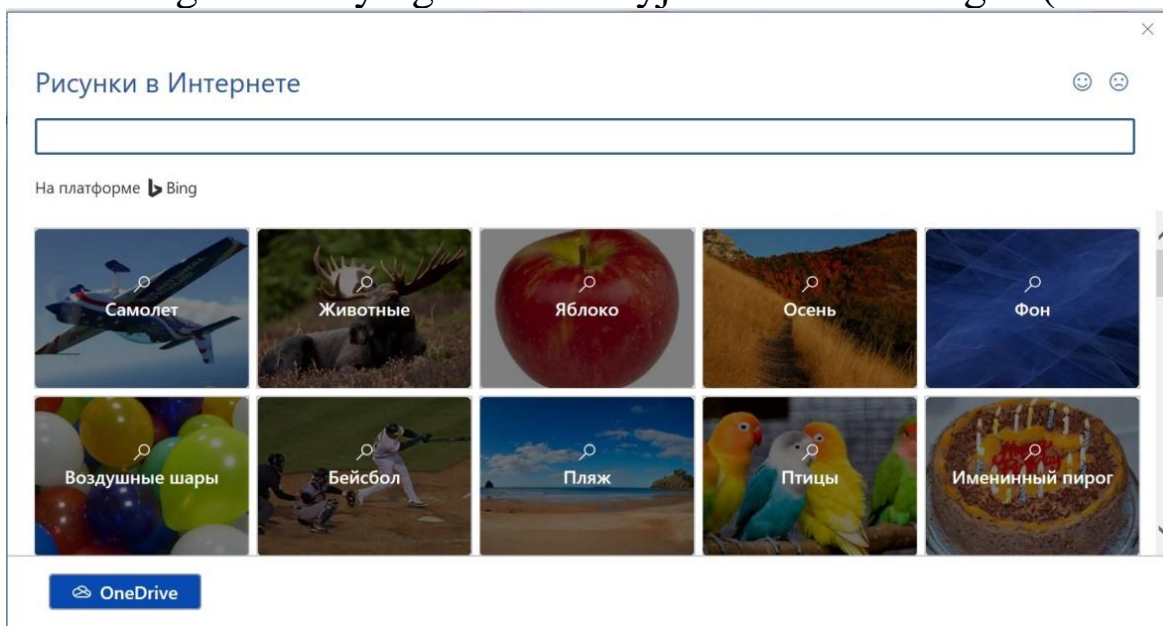 Рисунки в Интернете
На платформе Bing
Самолет
Животные
Яблоко
Осень
Фон
Воздушные шары
Бейсбол
Пляж
Птицы
Именинный пирог
OneDrive